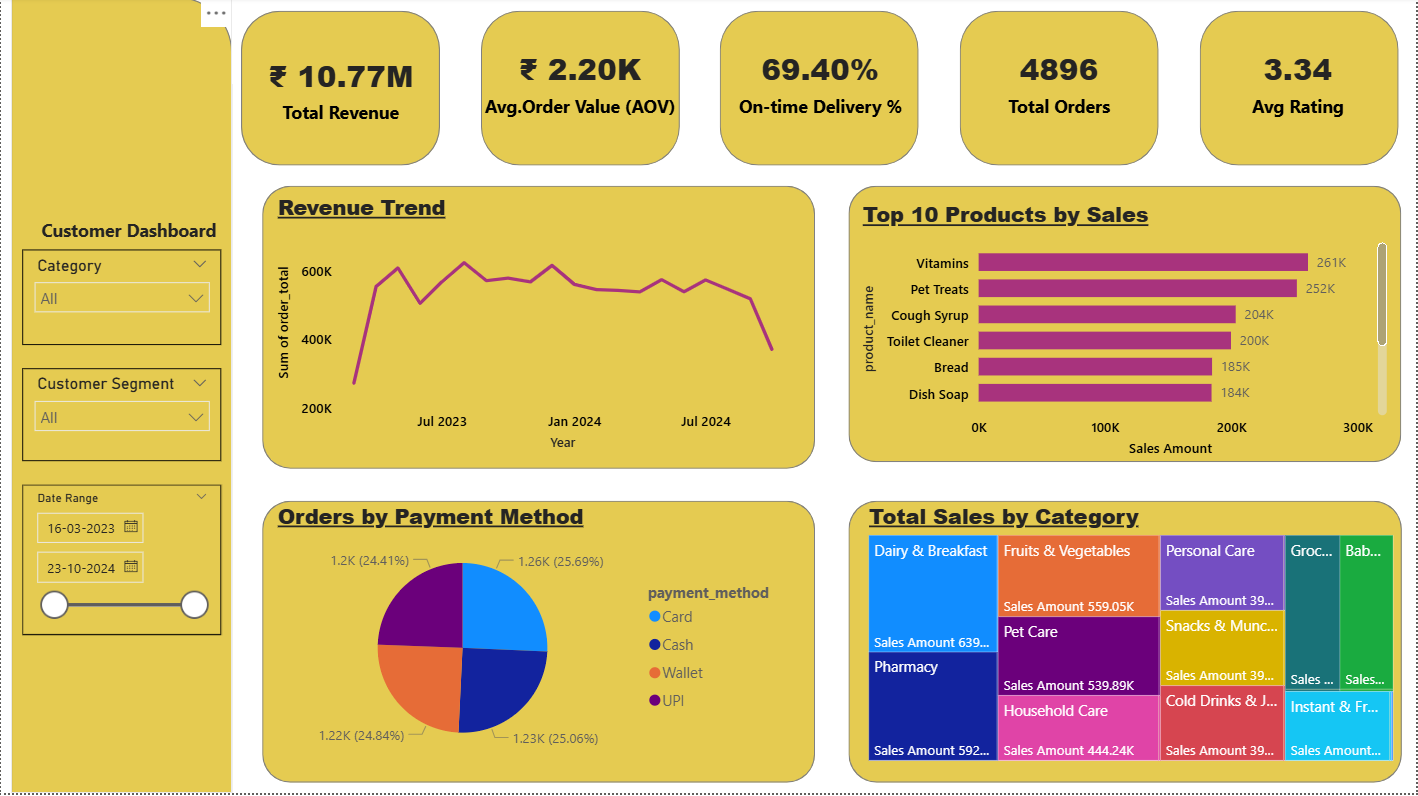 Customer Dashboard
Category
All
Customer Segment
All
Date Range
16-03-2023
23-10-2024
₹ 10.77M
Total Revenue
₹ 2.20K
Avg.Order Value (AOV)
69.40%
On-time Delivery %
4896
Total Orders
3.34
Avg Rating
Revenue Trend
Sum of order_total
600K
400K
200K
Jul 2023
Jan 2024
Jul 2024
Year
Top 10 Products by Sales
product_name
Vitamins 261K
Pet Treats 252K
Cough Syrup 204K
Toilet Cleaner 200K
Bread 185K
Dish Soap 184K
0K 100K 200K 300K
Sales Amount
Orders by Payment Method
1.2K (24.41%)
1.26K (25.69%)
1.22K (24.84%)
1.23K (25.06%)
payment_method
Card
Cash
Wallet
UPI
Total Sales by Category
Dairy & Breakfast
Sales Amount 639...
Pharmacy
Sales Amount 592...
Fruits & Vegetables
Sales Amount 559.05K
Pet Care
Sales Amount 539.89K
Household Care
Sales Amount 444.24K
Personal Care
Sales Amount 39...
Snacks & Munc...
Sales Amount 39...
Cold Drinks & J...
Sales Amount 39...
Groc...
Sales ...
Bab...
Sales...
Instant & Fr...
Sales Amount...